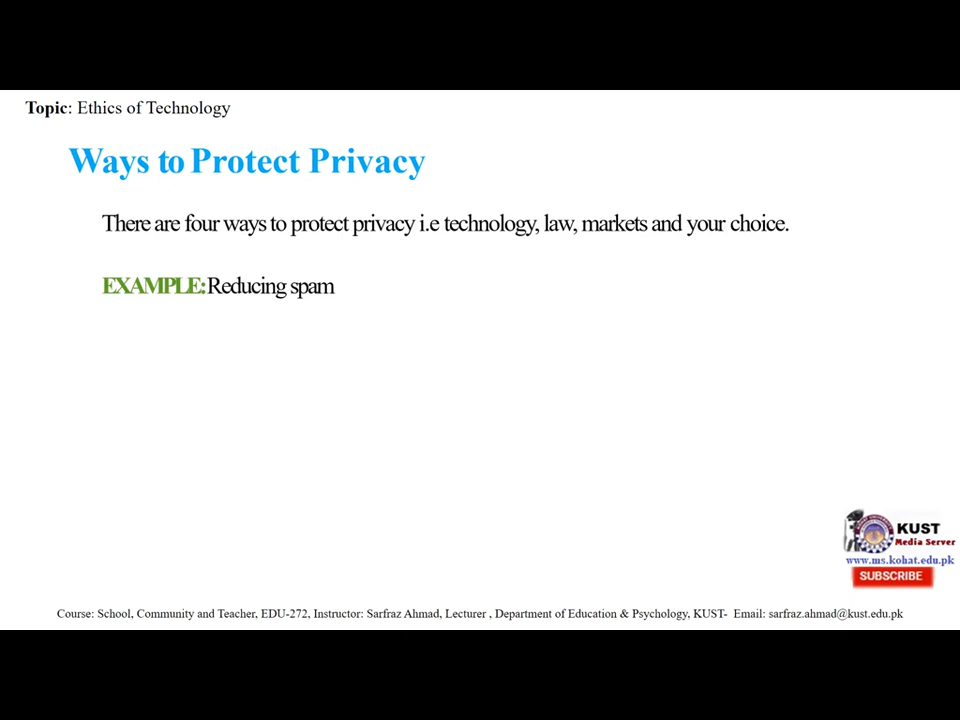 Topic: Ethics of Technology
Ways to Protect Privacy
There are four ways to protect privacy i.e technology, law, markets and your choice.
EXAMPLE:Reducing spam
KUST
Media Server
www.ms.kohat.edu.pk
SUBSCRIBE
Course: School, Community and Teacher, EDU-272, Instructor: Sarfraz Ahmad, Lecturer , Department of Education & Psychology, KUST- Email: sarfraz.ahmad@kust.edu.pk